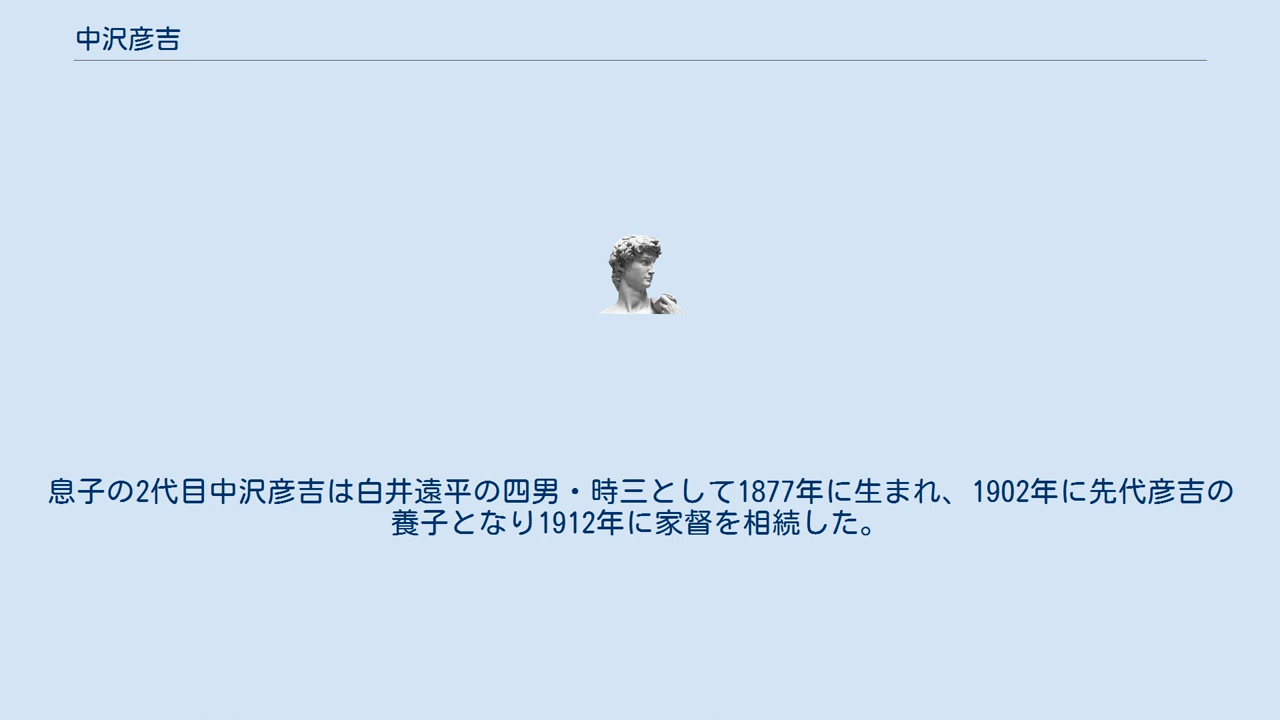 中沢彦吉
息子の2代目中沢彦吉は白井遠平の四男・時三として1877年に生まれ、1902年に先代彦吉の
養子となり1912年に家督を相続した。